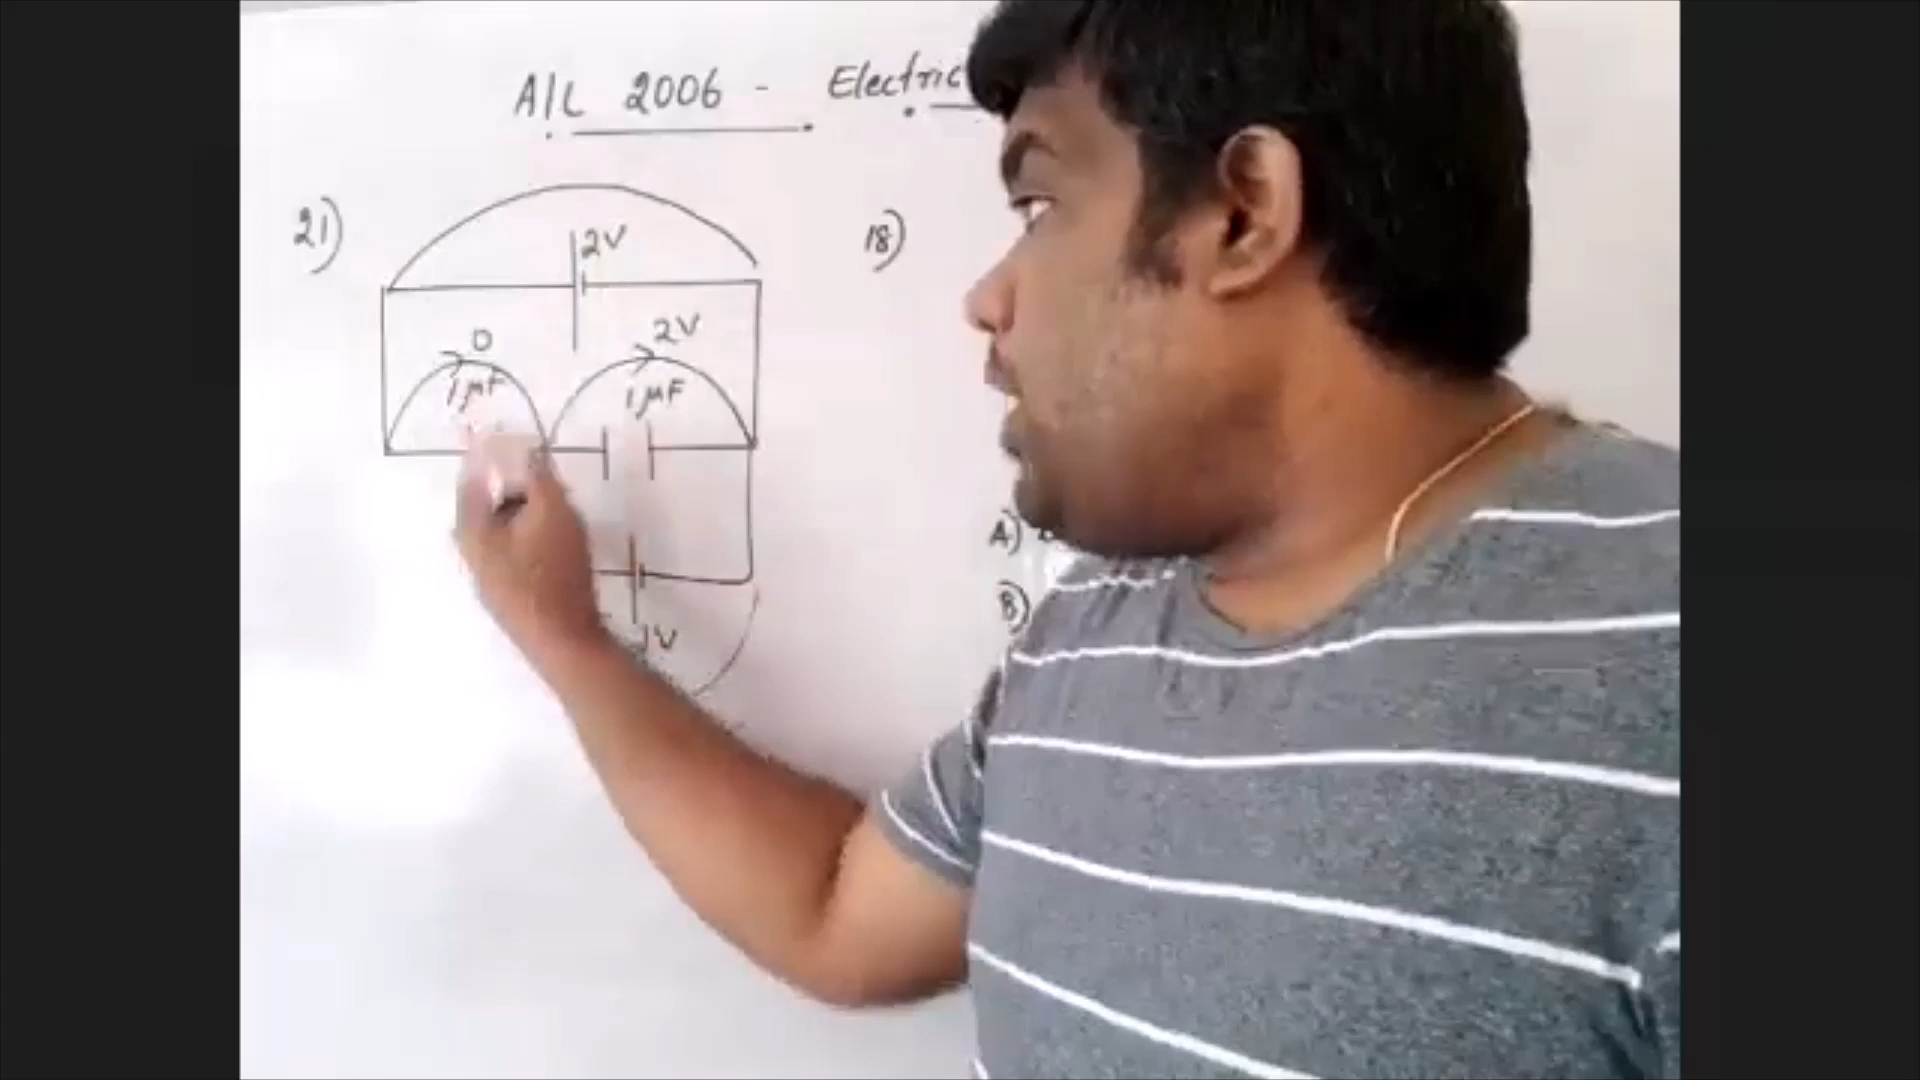 A/L 2006 - Electric
21)
2V
18)
0
2V
1μF
1μF
A)
B)